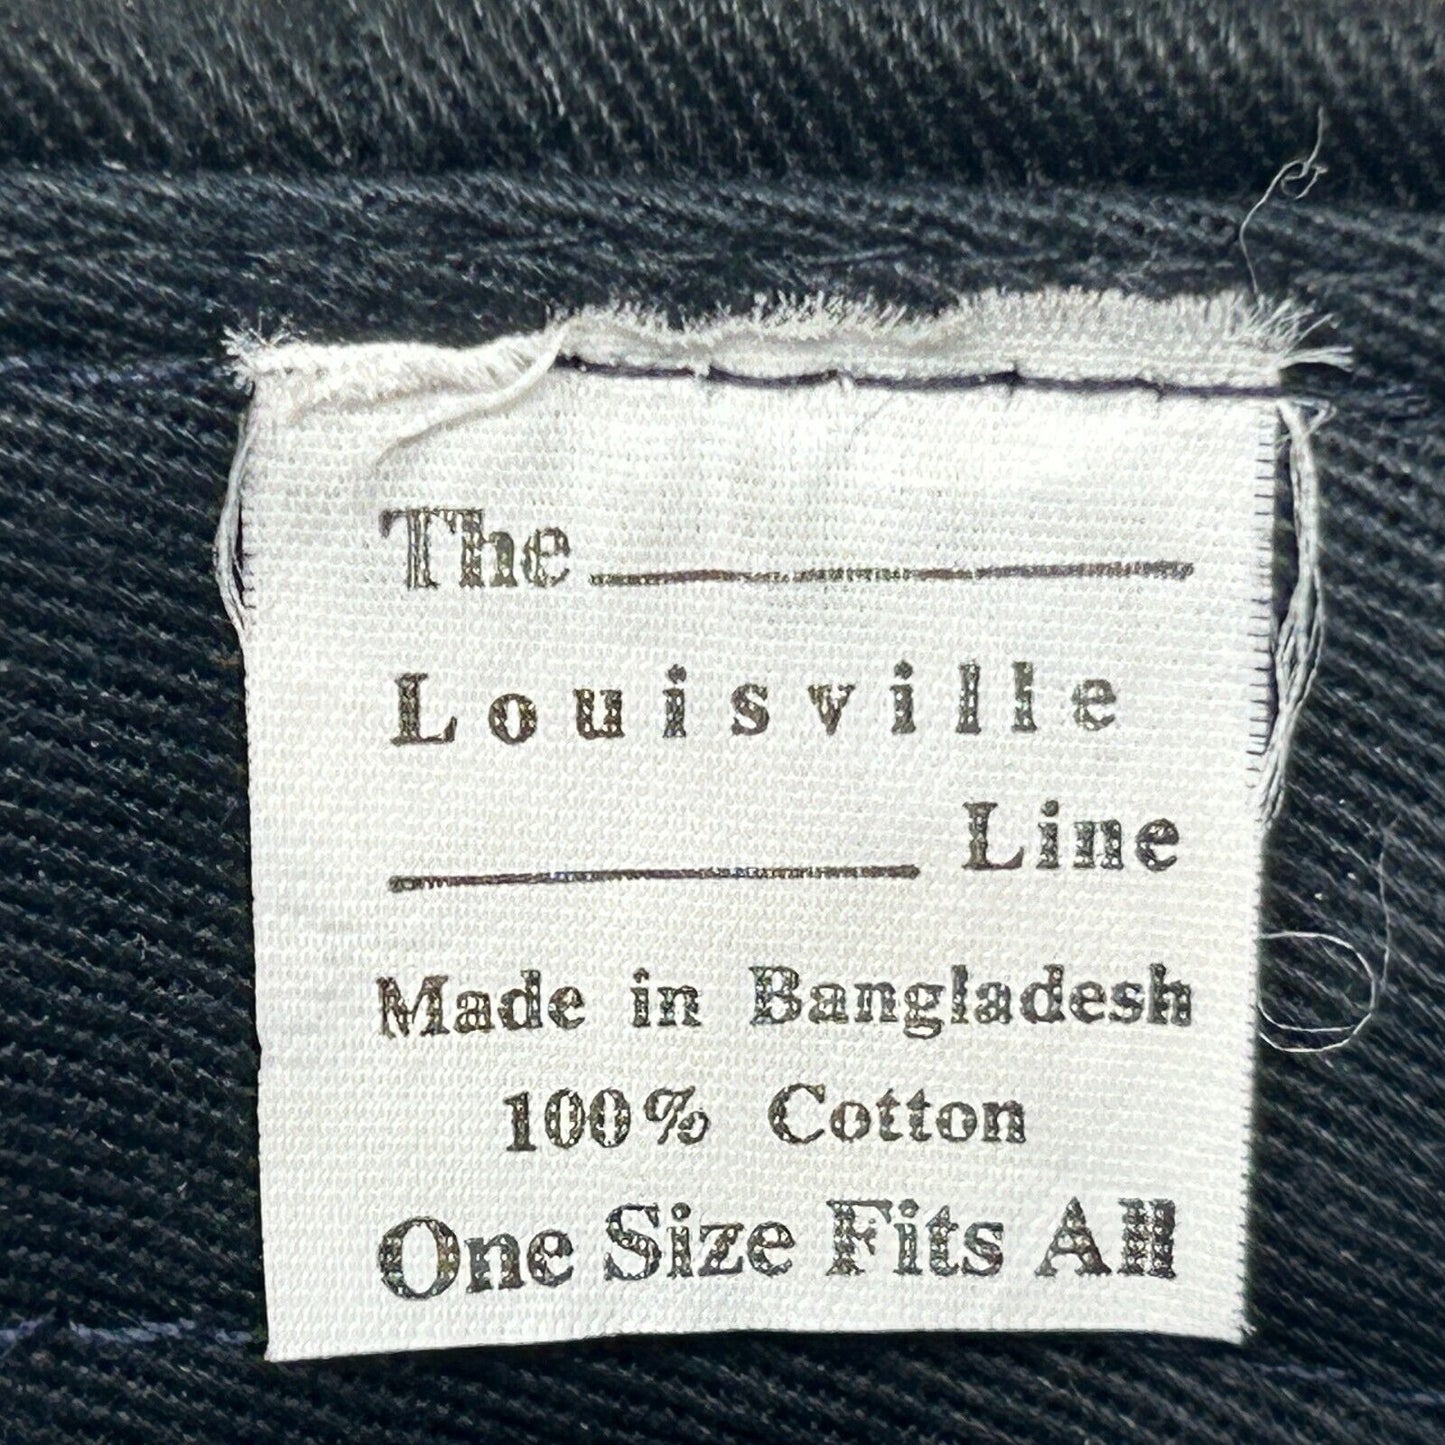 The
Louisville
Line
Made in Bangladesh
100% Cotton
One Size Fits All